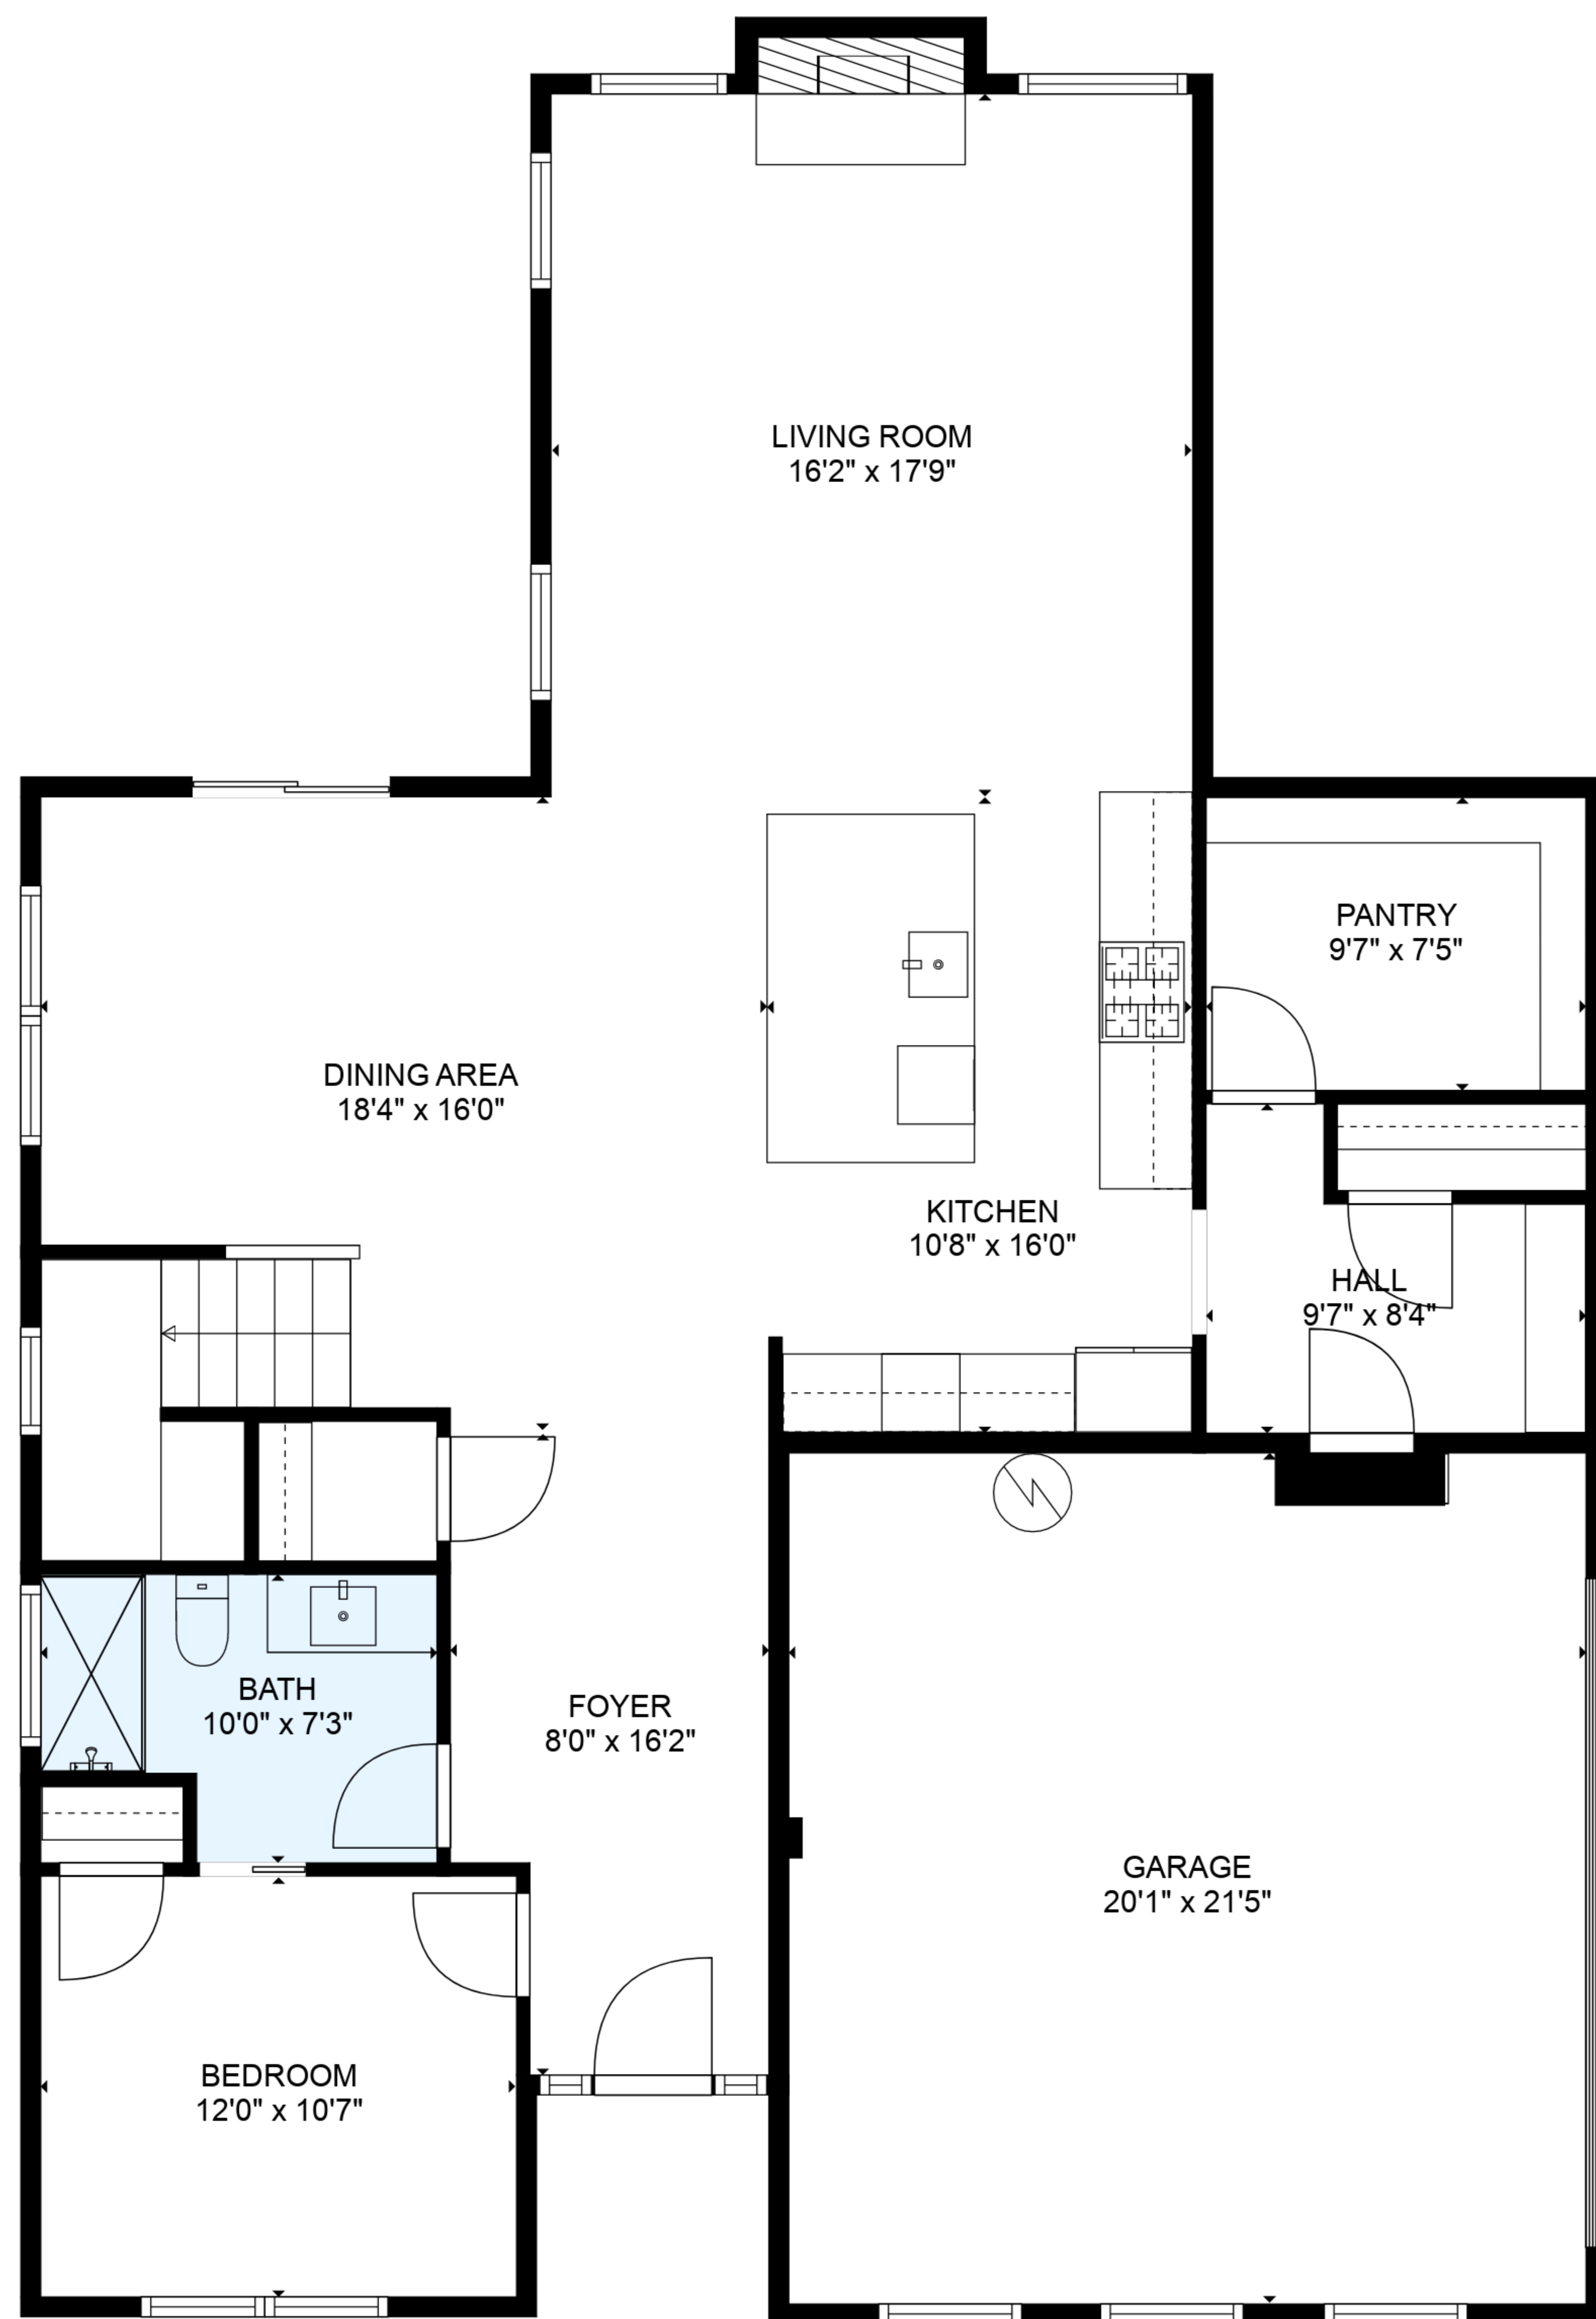 LIVING ROOM
16'2" x 17'9"
PANTRY
9'7" x 7'5"
DINING AREA
18'4" x 16'0"
KITCHEN
10'8" x 16'0"
HALL
9'7" x 8'4"
BATH
10'0" x 7'3"
FOYER
8'0" x 16'2"
GARAGE
20'1" x 21'5"
BEDROOM
12'0" x 10'7"